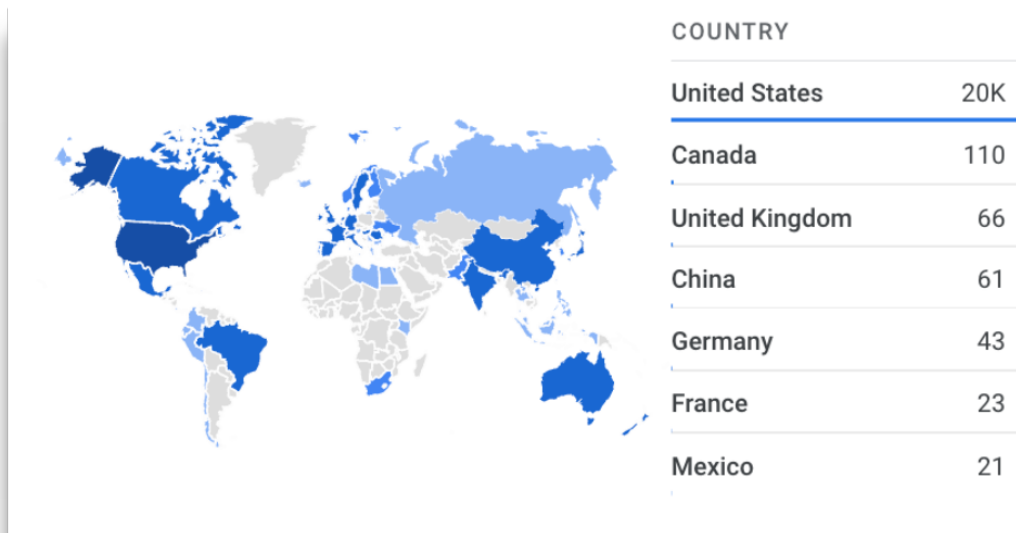 COUNTRY
United States 20K
Canada 110
United Kingdom 66
China 61
Germany 43
France 23
Mexico 21